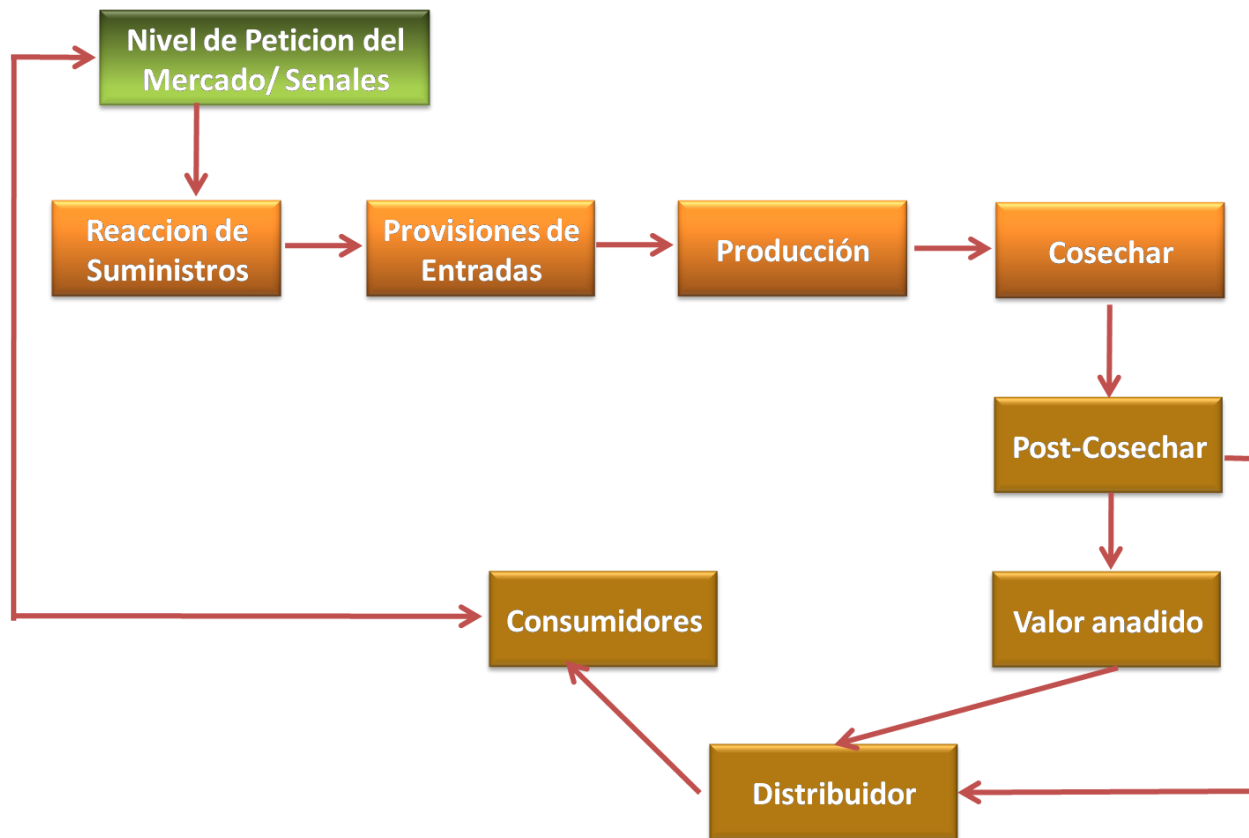 Nivel de Peticion del
Mercado/ Senales
Reaccion de
Suministros
Provisiones de
Entradas
Producción
Cosechar
Post-Cosechar
Consumidores
Valor anadido
Distribuidor